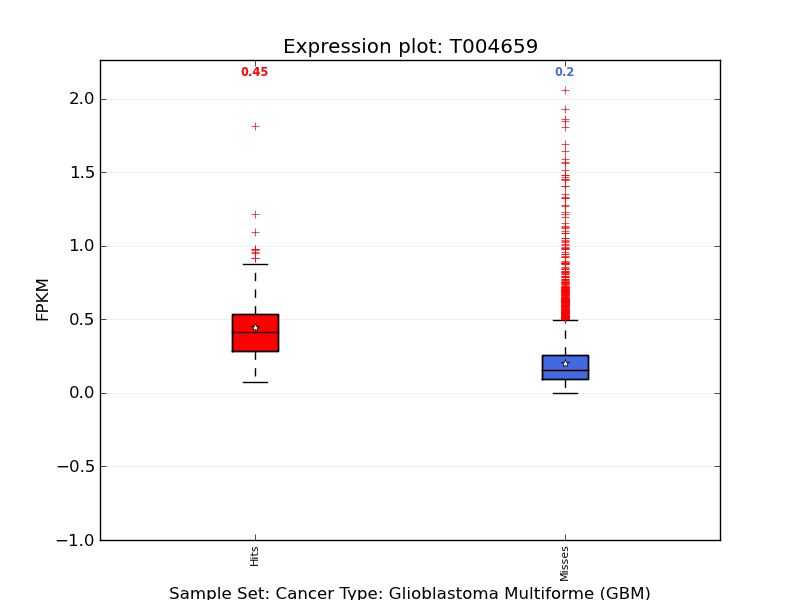 Expression plot: T004659
0.45
0.2
2.0
1.5
1.0
0.5
0.0
−0.5
−1.0
FPKM
Hits
Misses
Sample Set: Cancer Type: Glioblastoma Multiforme (GBM)